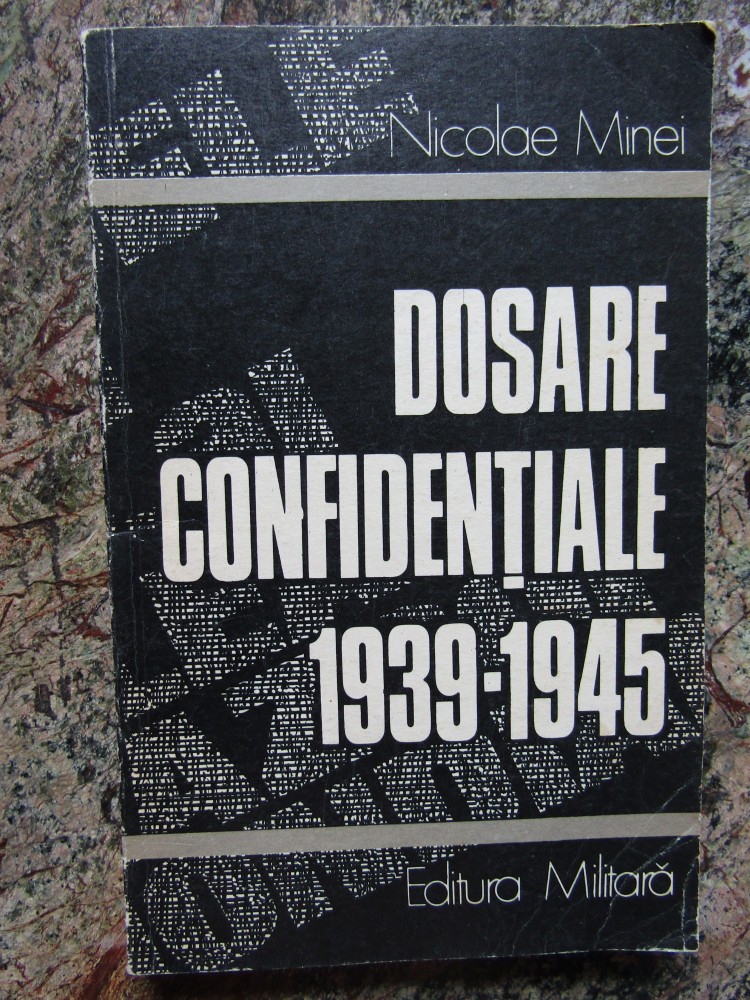 Nicolae Minei
DOSARE
CONFIDENȚIALE
1939-1945
Editura Militară